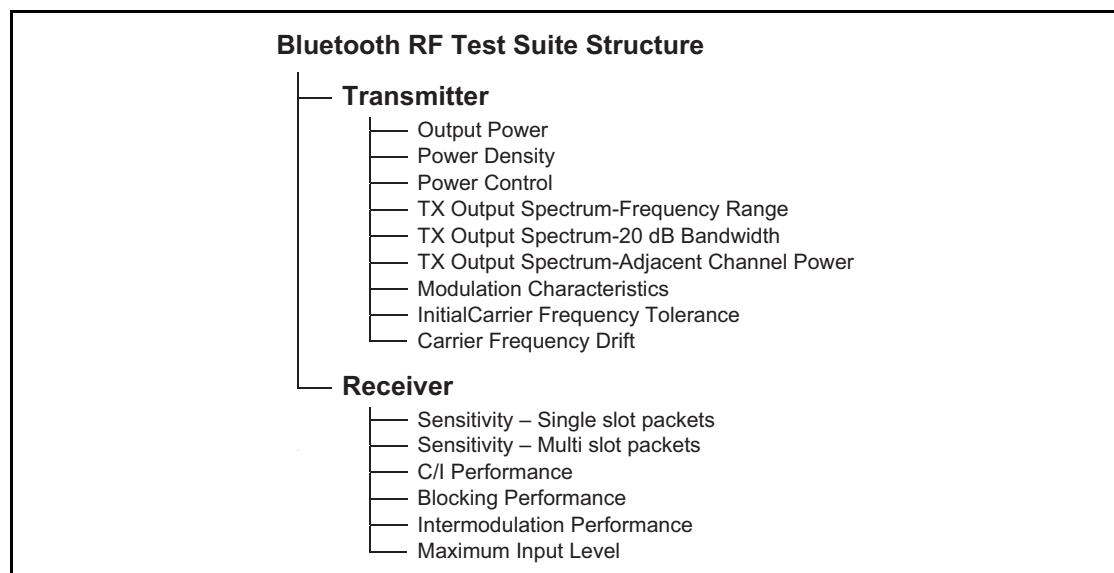 Bluetooth RF Test Suite Structure
Transmitter
Output Power
Power Density
Power Control
TX Output Spectrum-Frequency Range
TX Output Spectrum-20 dB Bandwidth
TX Output Spectrum-Adjacent Channel Power
Modulation Characteristics
InitialCarrier Frequency Tolerance
Carrier Frequency Drift
Receiver
Sensitivity – Single slot packets
Sensitivity – Multi slot packets
C/I Performance
Blocking Performance
Intermodulation Performance
Maximum Input Level